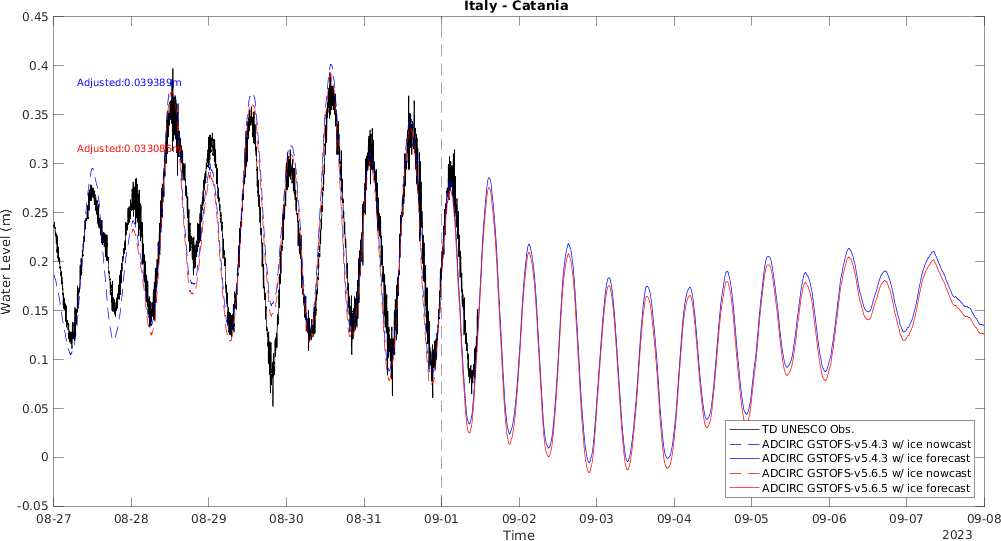 Italy - Catania
0.45
0.4
0.35
0.3
0.25
0.2
0.15
0.1
0.05
0
-0.05
Water Level (m)
Adjusted:0.039389m
Adjusted:0.033086m
TD UNESCO Obs.
ADCIRC GSTOFS-v5.4.3 w/ ice nowcast
ADCIRC GSTOFS-v5.4.3 w/ ice forecast
ADCIRC GSTOFS-v5.6.5 w/ ice nowcast
ADCIRC GSTOFS-v5.6.5 w/ ice forecast
08-27 08-28 08-29 08-30 08-31 09-01 09-02 09-03 09-04 09-05 09-06 09-07 09-08
Time
2023